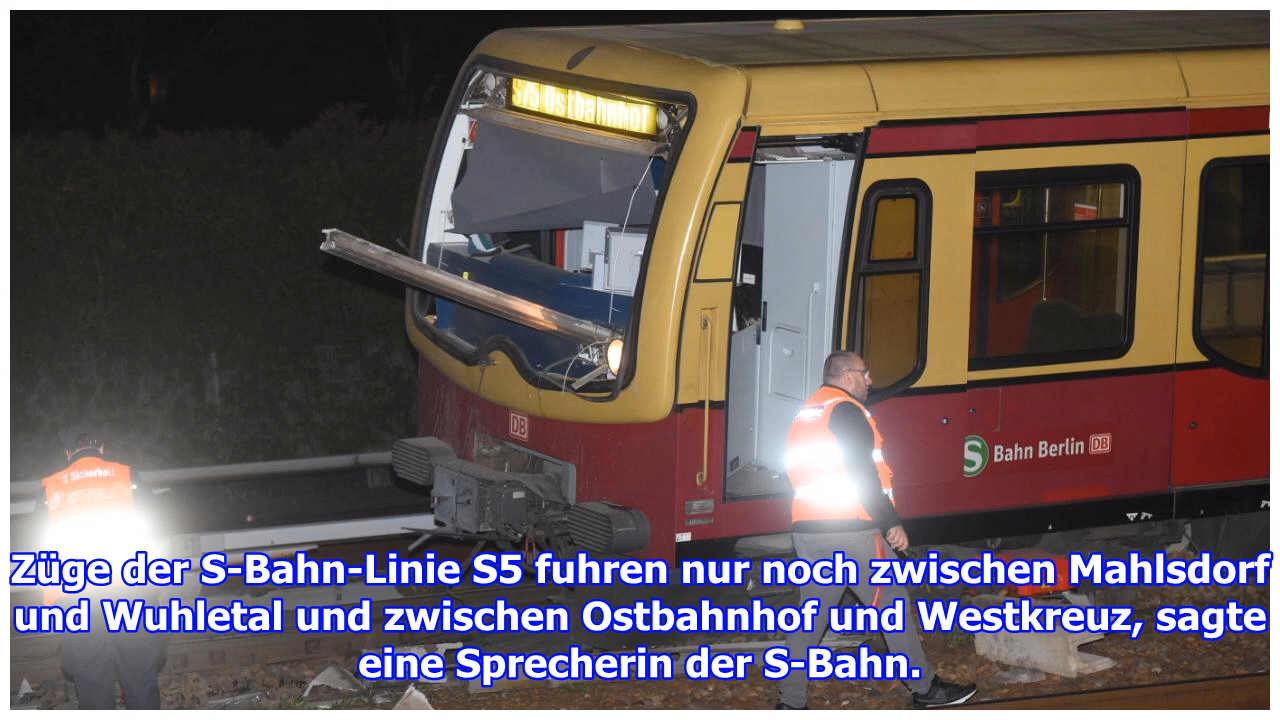 S75 Ostbahnhof
DB
S Bahn Berlin DB
S Sicherheit
Züge der S-Bahn-Linie S5 fuhren nur noch zwischen Mahlsdorf
und Wuhletal und zwischen Ostbahnhof und Westkreuz, sagte
eine Sprecherin der S-Bahn.